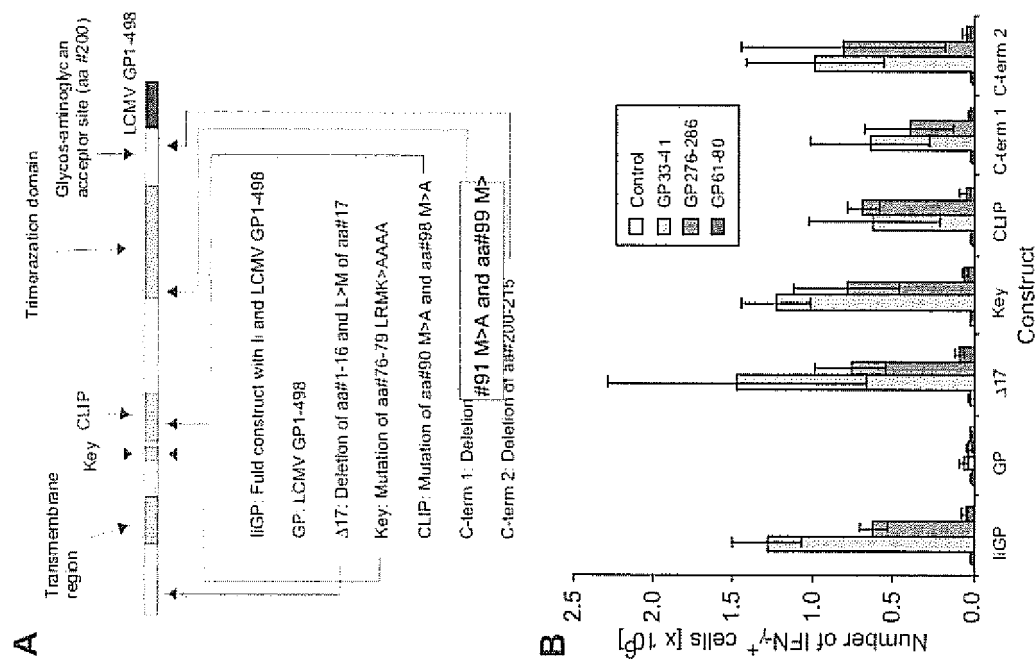 A
Transmembrane
region
Key CLIP
Trimerazation domain
Glycos-aminoglycan
acceptor site (aa #200)
LCMV GP1-498
IiGP: Full construct with Ii and LCMV GP1-498
GP: LCMV GP1-498
Δ17: Deletion of aa#1-16 and L>M of aa#17
Key: Mutation of aa#76-79 LRMK>AAAA
CLIP: Mutation of aa#90 M>A and aa#98 M>A
C-term 1: Deletion
#91 M>A and aa#99 M>
C-term 2: Deletion of aa#200-215
B
Number of IFN-γ+ cells [x 10
2.5
2.0
1.5
1.0
0.5
0.0
Control
GP33-41
GP276-286
GP61-80
IiGP
GP
Δ17
Key
CLIP
C-term 1
C-term 2
Construct